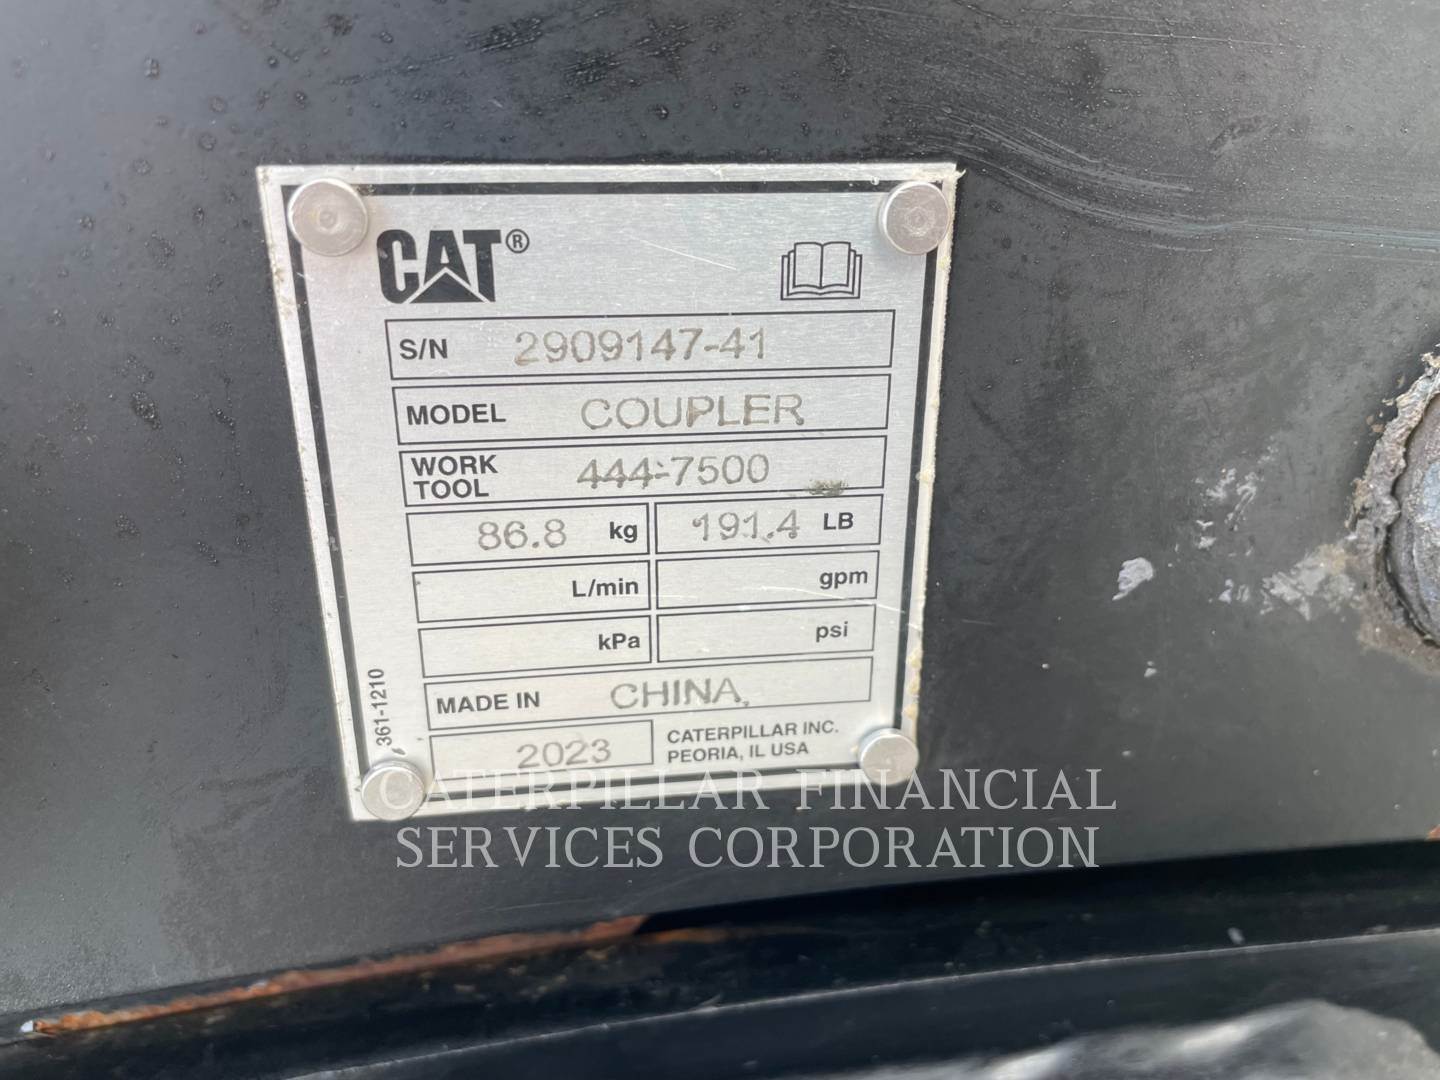 CAT®
S/N 2909147-41
MODEL COUPLER
WORK TOOL 444-7500
86.8 kg 191.4 LB
L/min gpm
kPa psi
MADE IN CHINA
2023 CATERPILLAR INC.
PEORIA, IL USA
361-1210
CATERPILLAR FINANCIAL
SERVICES CORPORATION